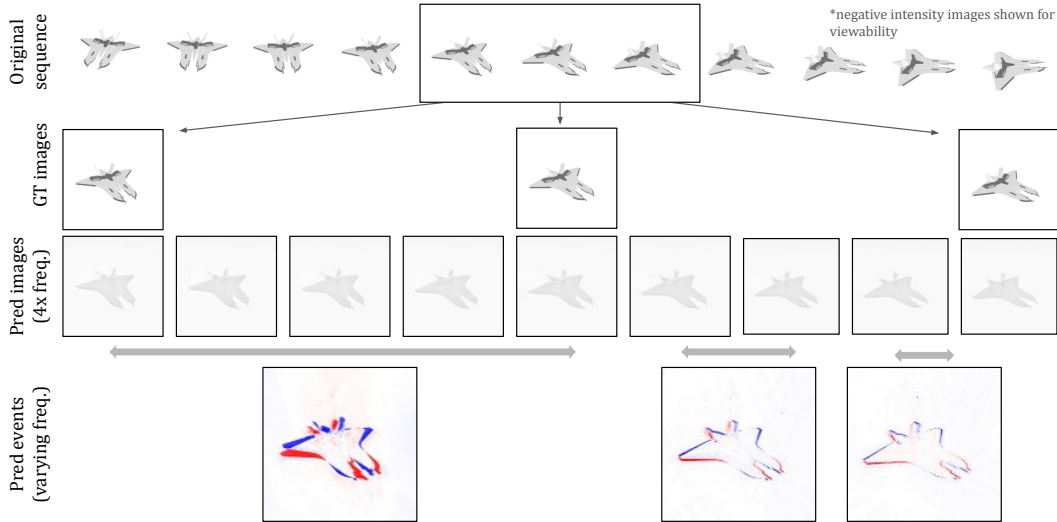 *negative intensity images shown for
viewability
Original
sequence
GT images
Pred images
(4x freq.)
Pred events
(varying freq.)